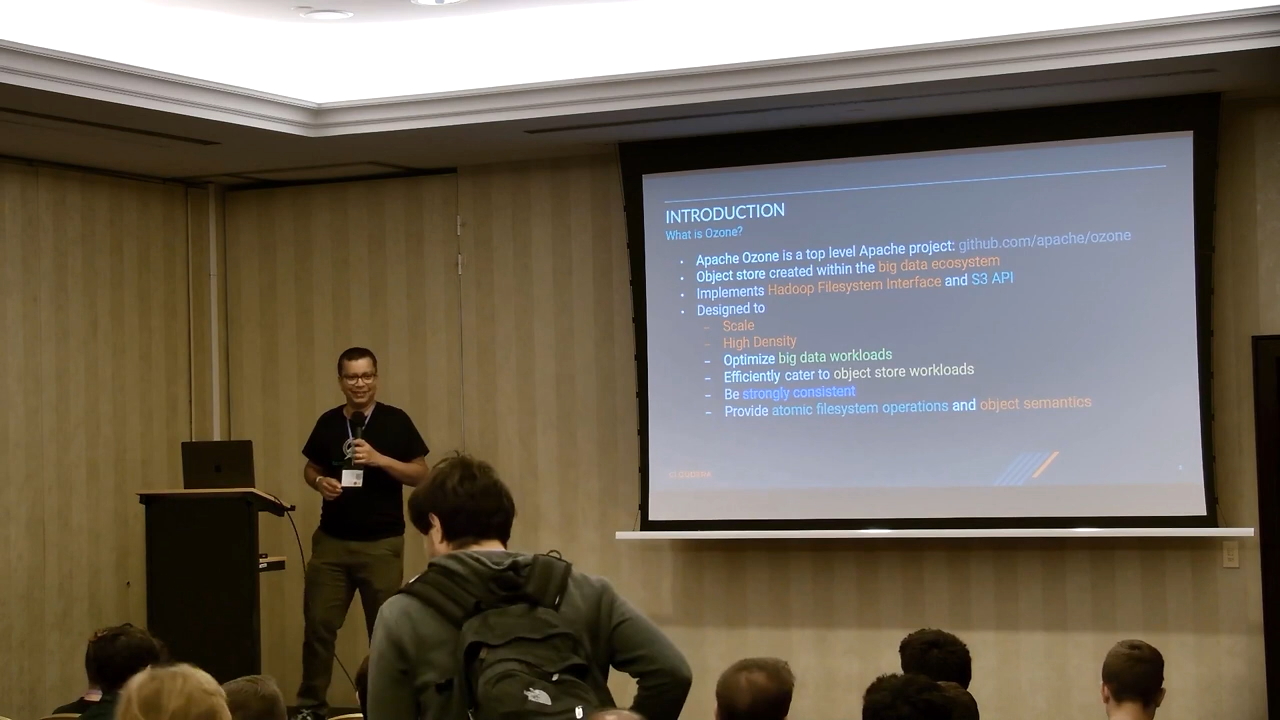 INTRODUCTION
What is Ozone?
• Apache Ozone is a top level Apache project: github.com/apache/ozone
• Object store created within the big data ecosystem
• Implements Hadoop Filesystem Interface and S3 API
• Designed to
– Scale
– High Density
– Optimize big data workloads
– Efficiently cater to object store workloads
– Be strongly consistent
– Provide atomic filesystem operations and object semantics